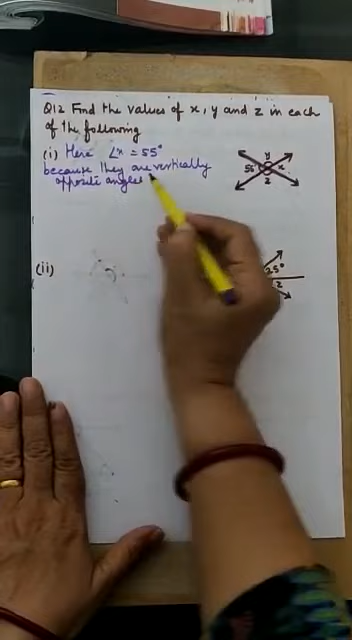 Q12 Find the values of x, y and z in each
of the following
(i) Here ∠x = 55°
because they are vertically
opposite angles
55° y x z
(ii)
25°
z